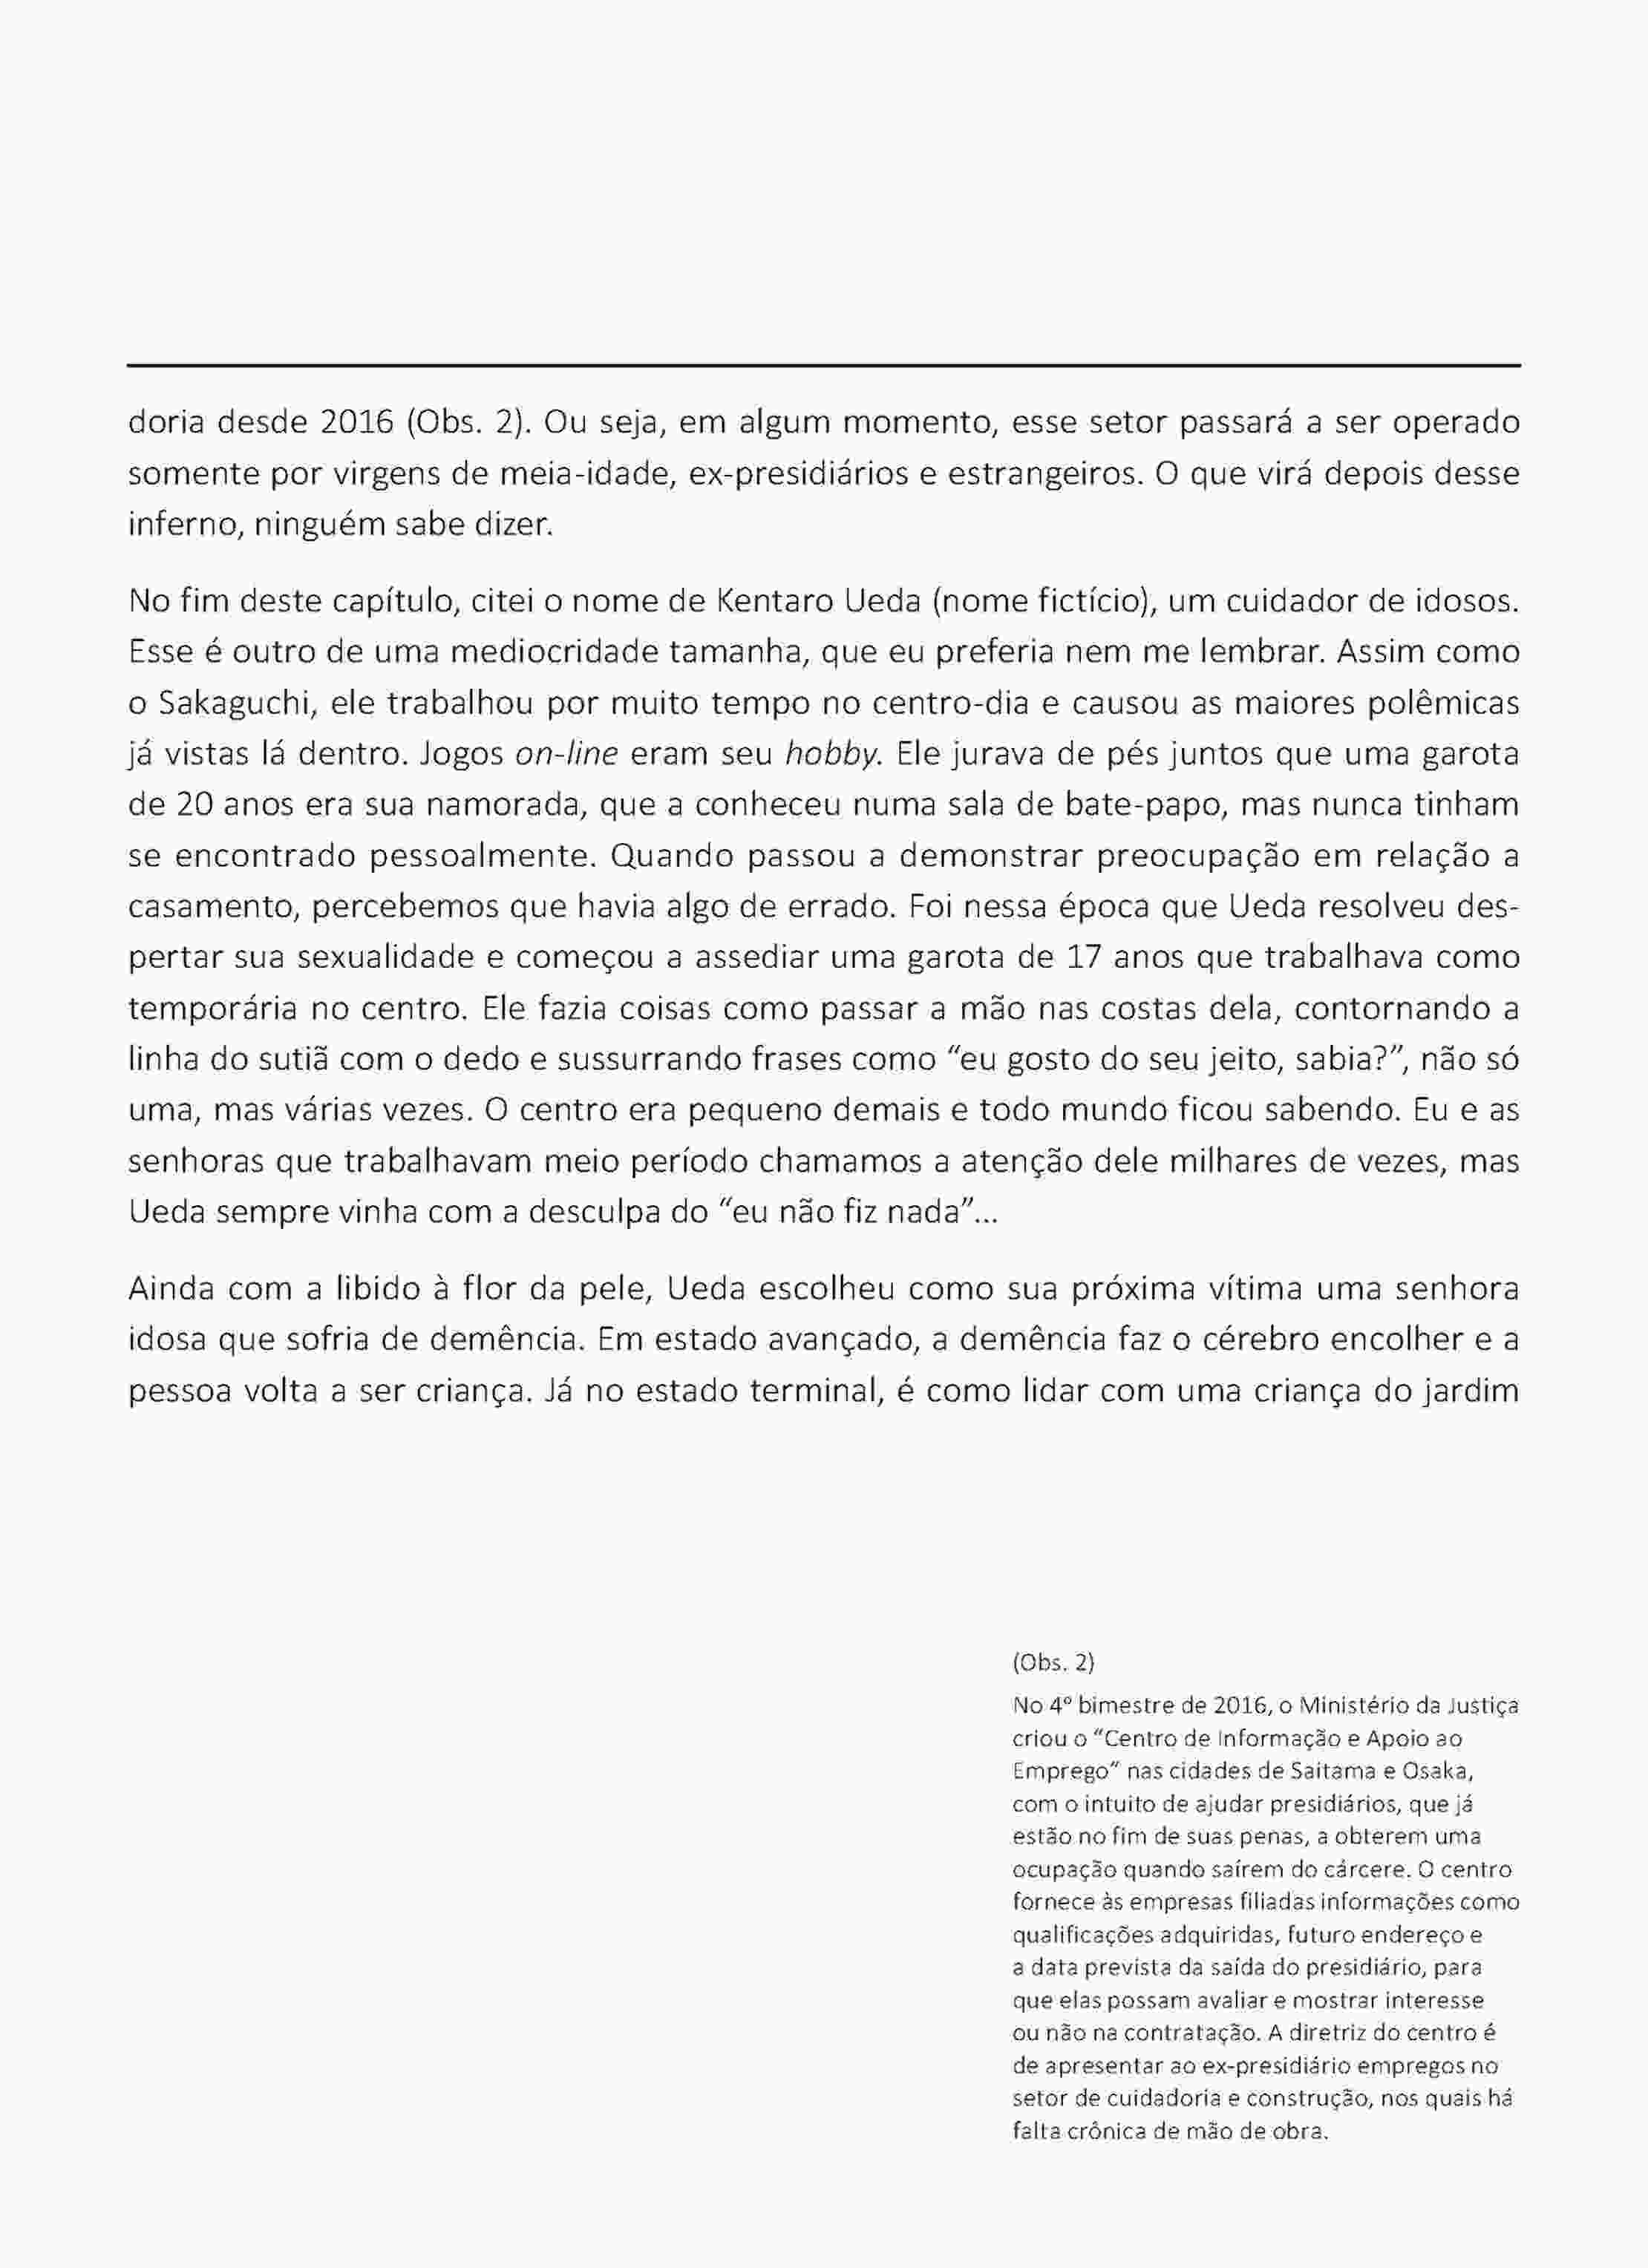 doria desde 2016 (Obs. 2). Ou seja, em algum momento, esse setor passará a ser operado
somente por virgens de meia-idade, ex-presidiários e estrangeiros. O que virá depois desse
inferno, ninguém sabe dizer.
No fim deste capítulo, citei o nome de Kentaro Ueda (nome fictício), um cuidador de idosos.
Esse é outro de uma mediocridade tamanha, que eu preferia nem me lembrar. Assim como
o Sakaguchi, ele trabalhou por muito tempo no centro-dia e causou as maiores polêmicas
já vistas lá dentro. Jogos on-line eram seu hobby. Ele jurava de pés juntos que uma garota
de 20 anos era sua namorada, que a conheceu numa sala de bate-papo, mas nunca tinham
se encontrado pessoalmente. Quando passou a demonstrar preocupação em relação a
casamento, percebemos que havia algo de errado. Foi nessa época que Ueda resolveu des-
pertar sua sexualidade e começou a assediar uma garota de 17 anos que trabalhava como
temporária no centro. Ele fazia coisas como passar a mão nas costas dela, contornando a
linha do sutiã com o dedo e sussurrando frases como "eu gosto do seu jeito, sabia?", não só
uma, mas várias vezes. O centro era pequeno demais e todo mundo ficou sabendo. Eu e as
senhoras que trabalhavam meio período chamamos a atenção dele milhares de vezes, mas
Ueda sempre vinha com a desculpa do "eu não fiz nada"...
Ainda com a libido à flor da pele, Ueda escolheu como sua próxima vítima uma senhora
idosa que sofria de demência. Em estado avançado, a demência faz o cérebro encolher e a
pessoa volta a ser criança. Já no estado terminal, é como lidar com uma criança do jardim
(Obs. 2)
No 4º bimestre de 2016, o Ministério da Justiça
criou o "Centro de Informação e Apoio ao
Emprego" nas cidades de Saitama e Osaka,
com o intuito de ajudar presidiários, que já
estão no fim de suas penas, a obterem uma
ocupação quando saírem do cárcere. O centro
fornece às empresas filiadas informações como
qualificações adquiridas, futuro endereço e
a data prevista da saída do presidiário, para
que elas possam avaliar e mostrar interesse
ou não na contratação. A diretriz do centro é
de apresentar ao ex-presidiário empregos no
setor de cuidadoria e construção, nos quais há
falta crônica de mão de obra.